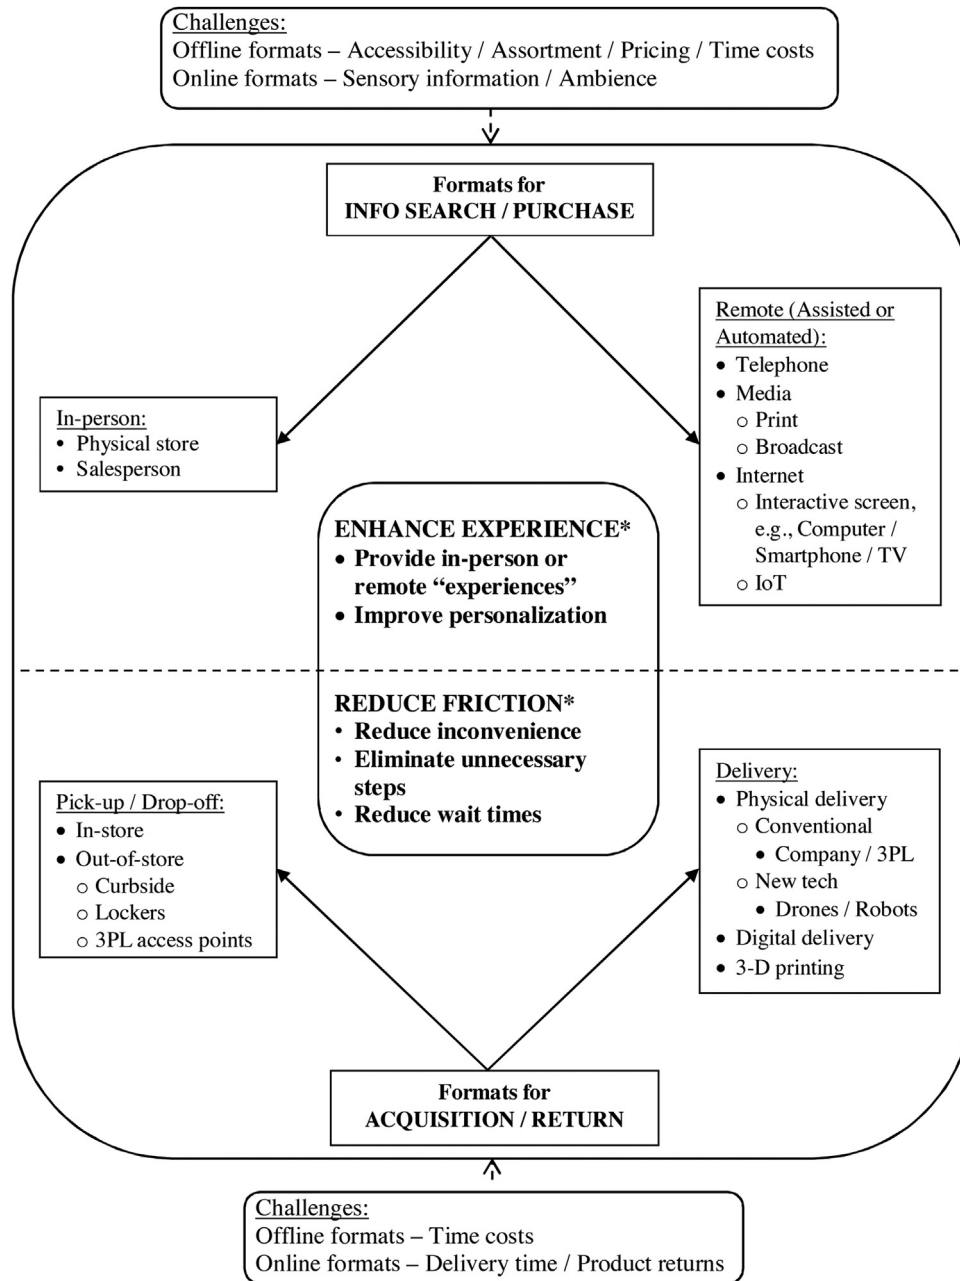 Challenges:
Offline formats – Accessibility / Assortment / Pricing / Time costs
Online formats – Sensory information / Ambience
Formats for
INFO SEARCH / PURCHASE
In-person:
• Physical store
• Salesperson
Remote (Assisted or
Automated):
• Telephone
• Media
o Print
o Broadcast
• Internet
o Interactive screen,
e.g., Computer /
Smartphone / TV
o IoT
ENHANCE EXPERIENCE*
• Provide in-person or
remote “experiences”
• Improve personalization
REDUCE FRICTION*
• Reduce inconvenience
• Eliminate unnecessary
steps
• Reduce wait times
Pick-up / Drop-off:
• In-store
• Out-of-store
o Curbside
o Lockers
o 3PL access points
Delivery:
• Physical delivery
o Conventional
• Company / 3PL
o New tech
• Drones / Robots
• Digital delivery
• 3-D printing
Formats for
ACQUISITION / RETURN
Challenges:
Offline formats – Time costs
Online formats – Delivery time / Product returns